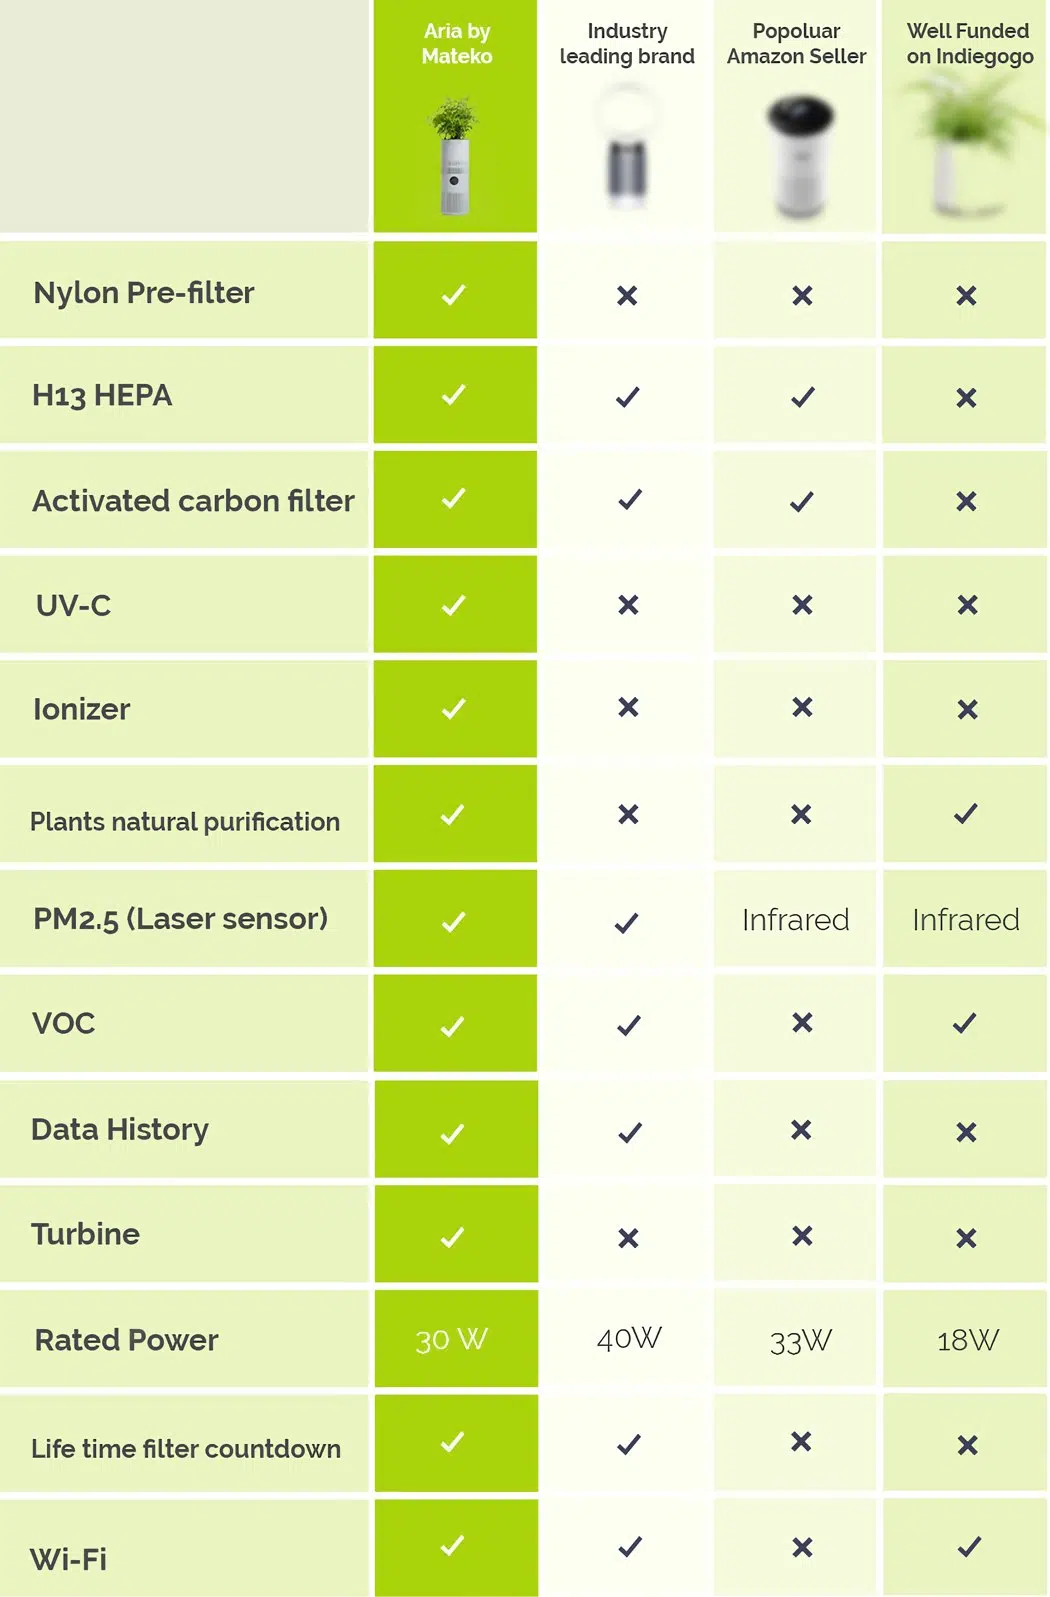 Aria by
Mateko
Industry
leading brand
Popoluar
Amazon Seller
Well Funded
on Indiegogo
Nylon Pre-filter
H13 HEPA
Activated carbon filter
UV-C
Ionizer
Plants natural purification
PM2.5 (Laser sensor)
Infrared
Infrared
VOC
Data History
Turbine
Rated Power
30 W
40W
33W
18W
Life time filter countdown
Wi-Fi